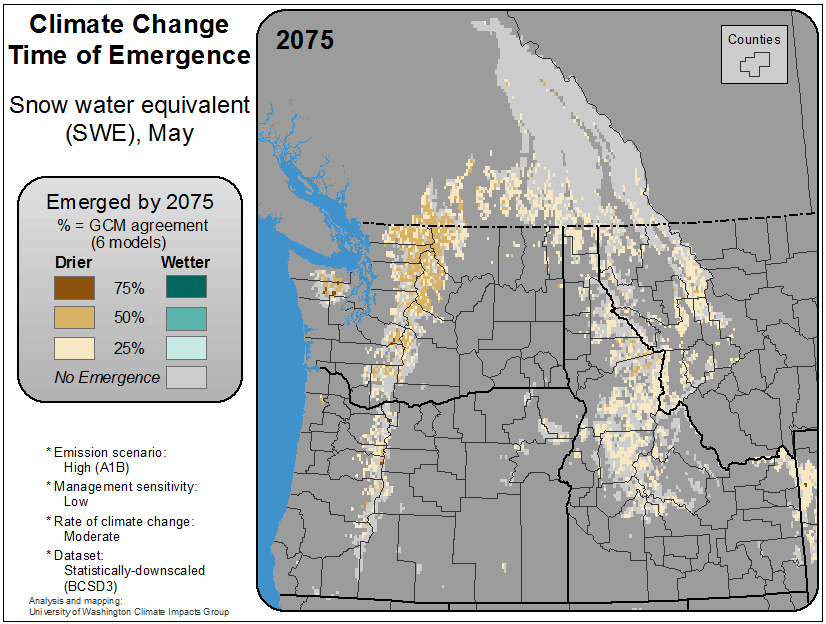 Climate Change
Time of Emergence
Snow water equivalent
(SWE), May
Emerged by 2075
% = GCM agreement
(6 models)
Drier Wetter
75%
50%
25%
No Emergence
* Emission scenario:
High (A1B)
* Management sensitivity:
Low
* Rate of climate change:
Moderate
* Dataset:
Statistically-downscaled
(BCSD3)
Analysis and mapping:
University of Washington Climate Impacts Group
2075
Counties